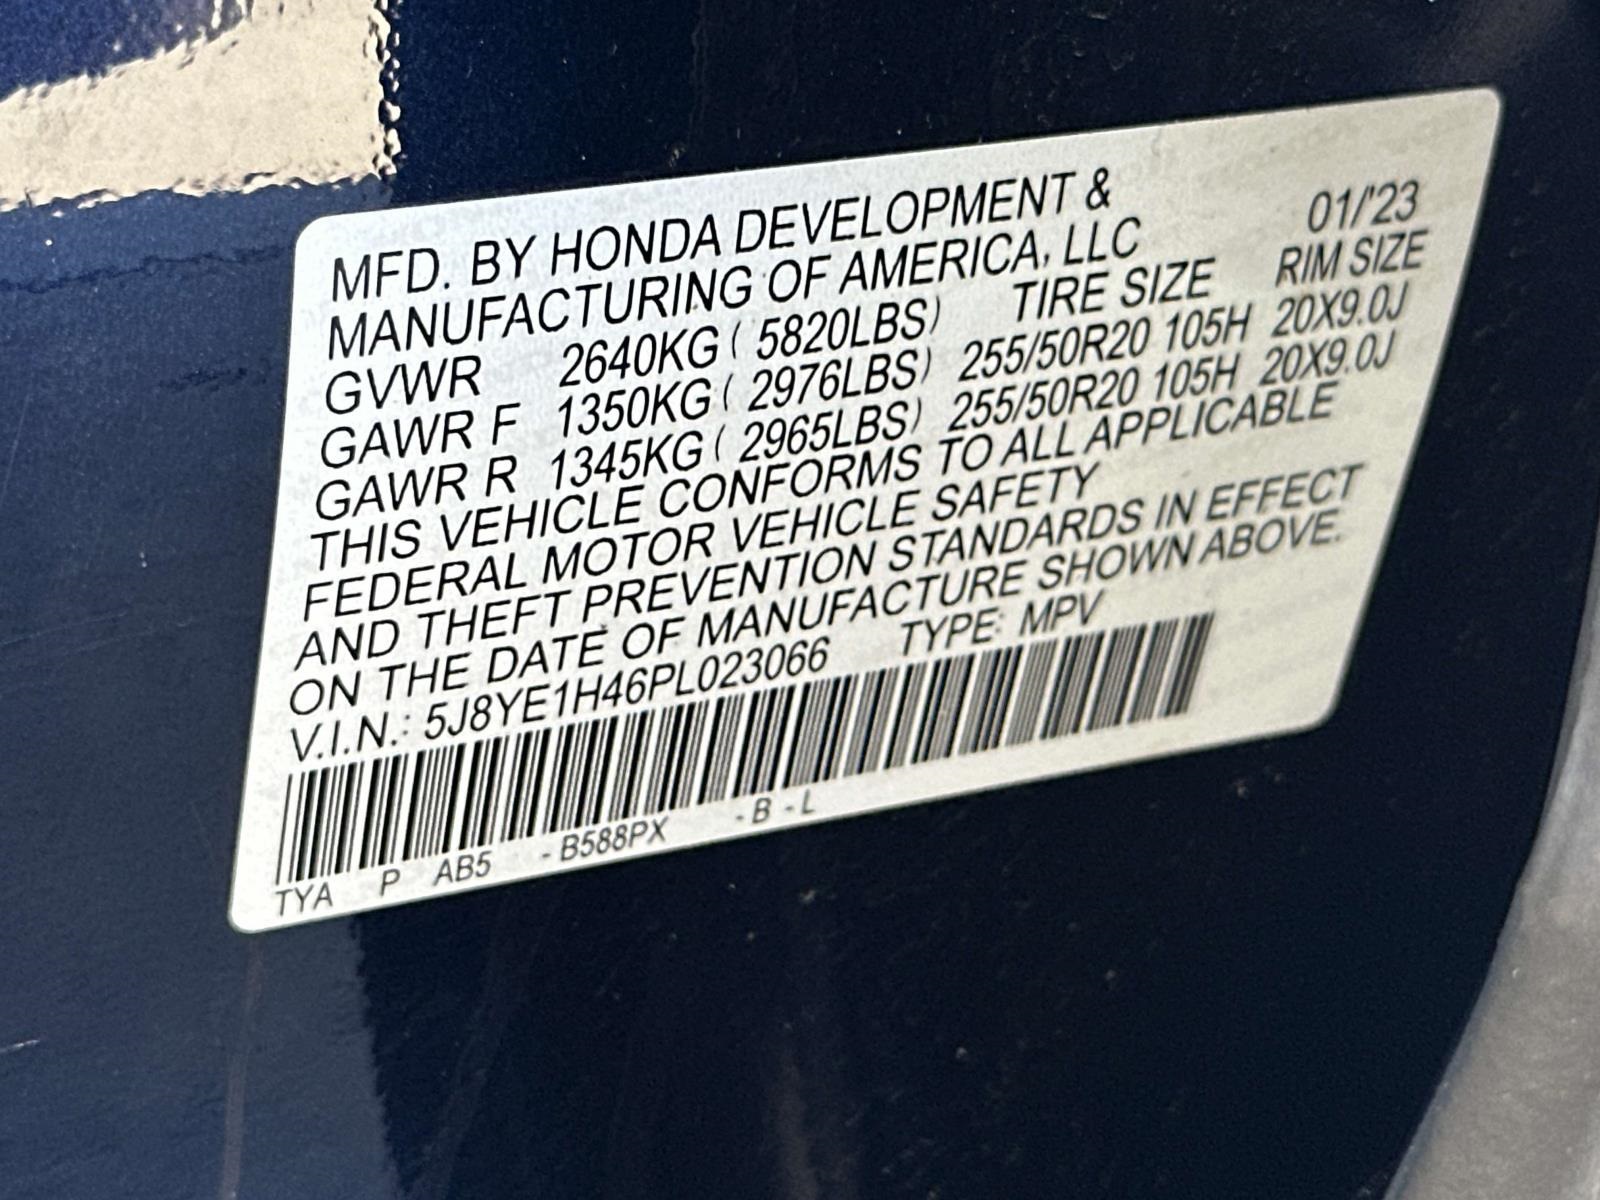 MFD. BY HONDA DEVELOPMENT &
MANUFACTURING OF AMERICA, LLC 01/'23
GVWR 2640KG ( 5820LBS) TIRE SIZE RIM SIZE
GAWR F 1350KG ( 2976LBS) 255/50R20 105H 20X9.0J
GAWR R 1345KG ( 2965LBS) 255/50R20 105H 20X9.0J
THIS VEHICLE CONFORMS TO ALL APPLICABLE
FEDERAL MOTOR VEHICLE SAFETY
AND THEFT PREVENTION STANDARDS IN EFFECT
ON THE DATE OF MANUFACTURE SHOWN ABOVE.
V.I.N.: 5J8YE1H46PL023066 TYPE: MPV
TYA P AB5 - B588PX - B - L